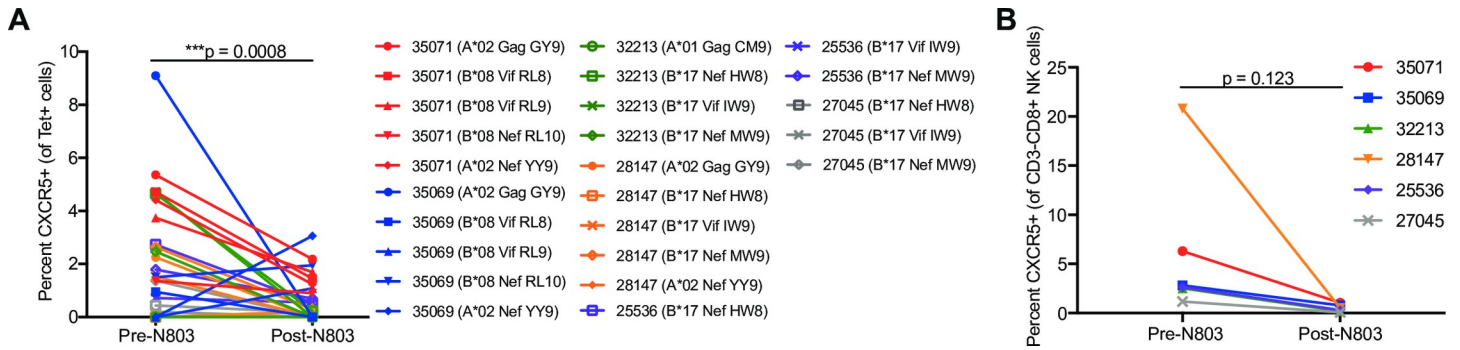 A
Percent CXCR5+ (of Tet+ cells)
***p = 0.0008
10
8
6
4
2
0
Pre-N803
Post-N803
35071 (A*02 Gag GY9)
35071 (B*08 Vif RL8)
35071 (B*08 Vif RL9)
35071 (B*08 Nef RL10)
35071 (A*02 Nef YY9)
35069 (A*02 Gag GY9)
35069 (B*08 Vif RL8)
35069 (B*08 Vif RL9)
35069 (B*08 Nef RL10)
35069 (A*02 Nef YY9)
32213 (A*01 Gag CM9)
32213 (B*17 Nef HW8)
32213 (B*17 Vif IW9)
32213 (B*17 Nef MW9)
28147 (A*02 Gag GY9)
28147 (B*17 Nef HW8)
28147 (B*17 Vif IW9)
28147 (B*17 Nef MW9)
28147 (A*02 Nef YY9)
25536 (B*17 Nef HW8)
25536 (B*17 Vif IW9)
25536 (B*17 Nef MW9)
27045 (B*17 Nef HW8)
27045 (B*17 Vif IW9)
27045 (B*17 Nef MW9)
B
Percent CXCR5+ (of CD3-CD8+ NK cells)
p = 0.123
25
20
15
10
5
0
Pre-N803
Post-N803
35071
35069
32213
28147
25536
27045